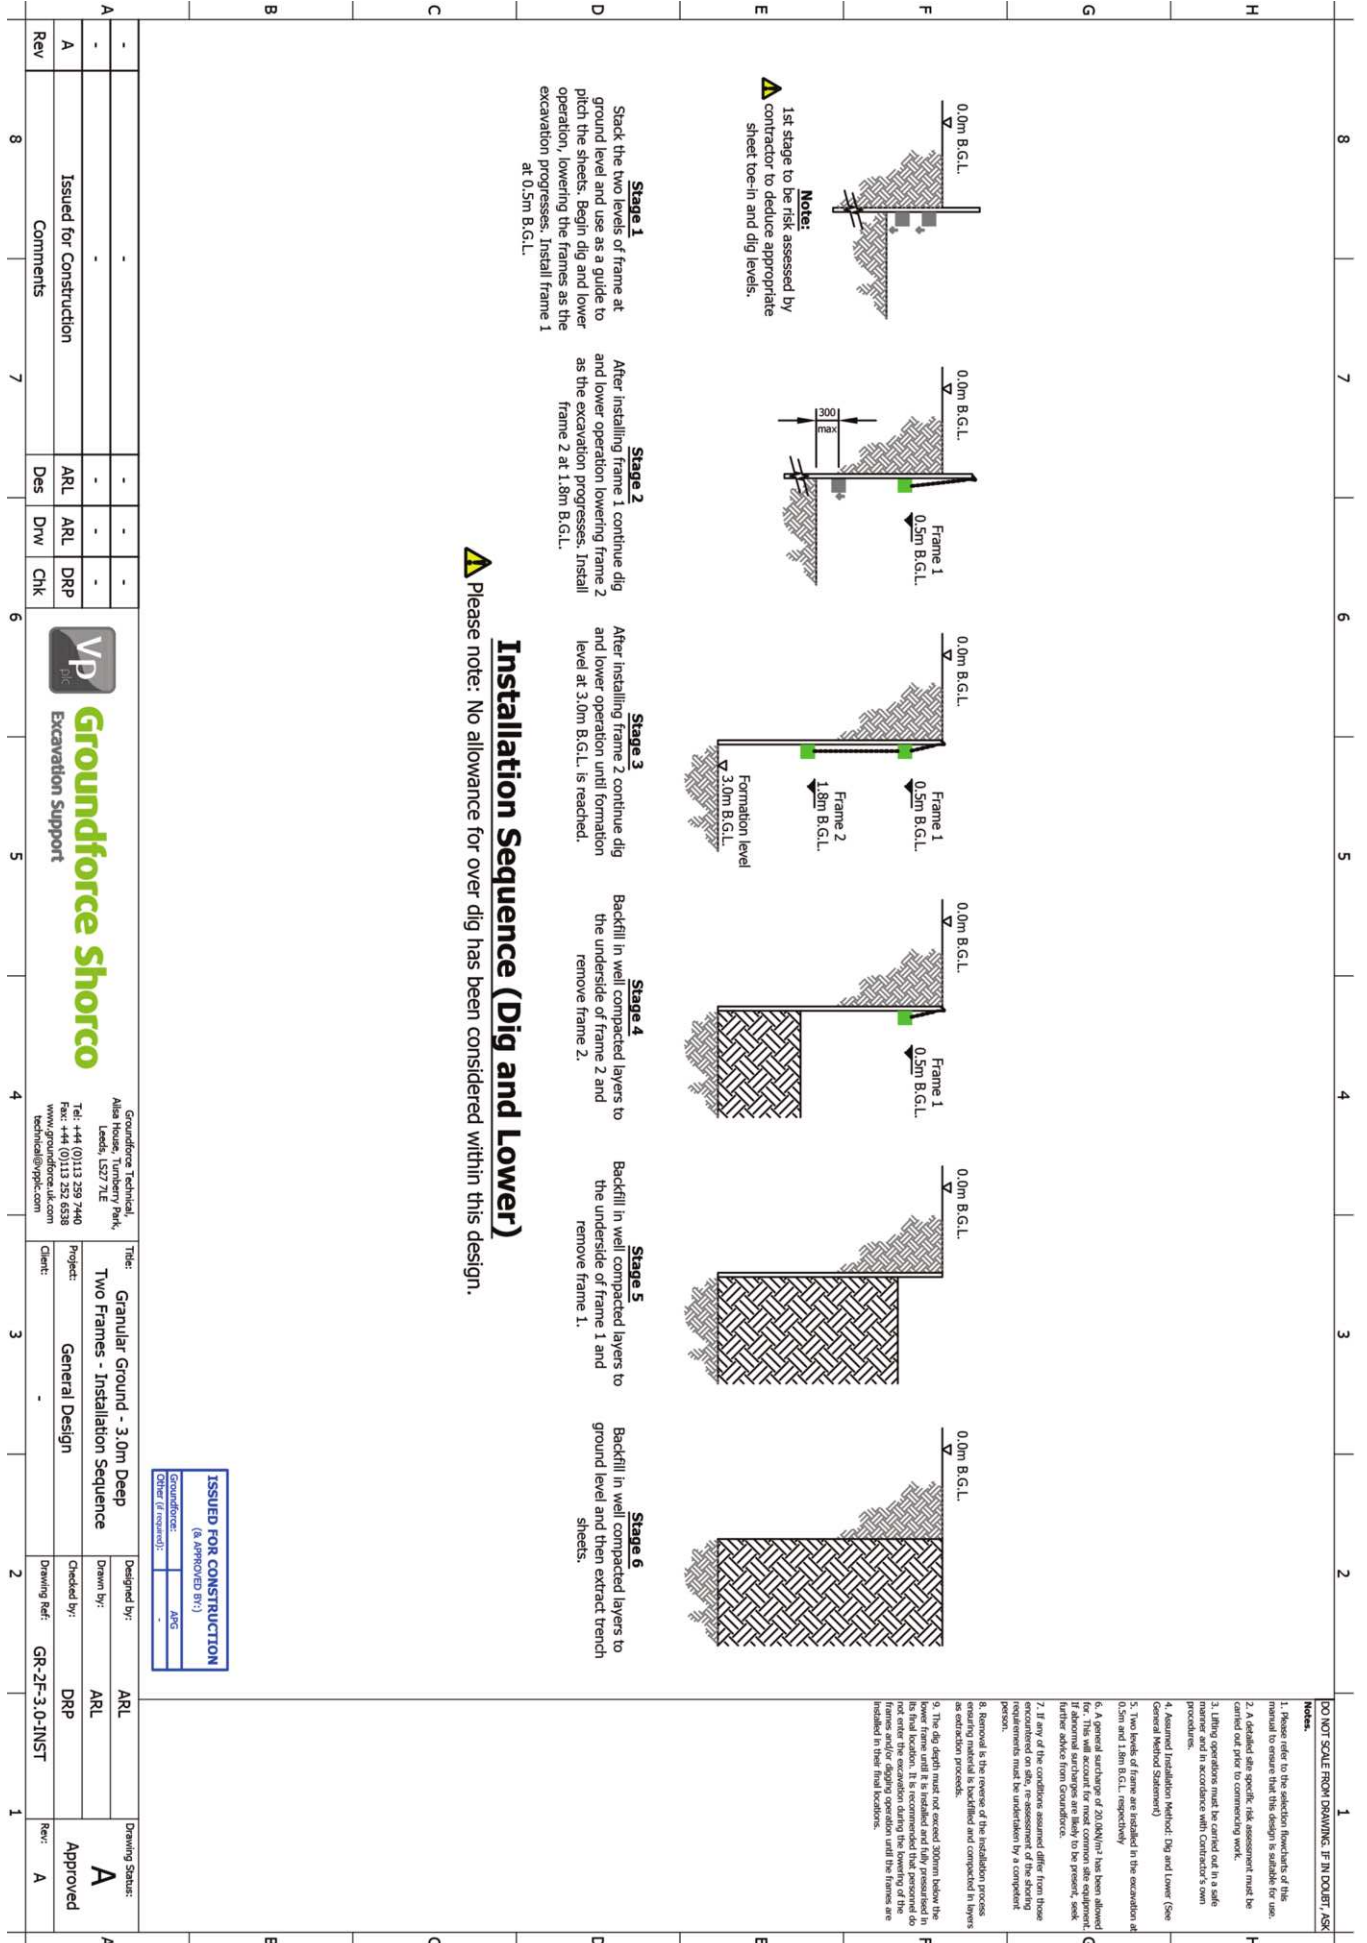 DO NOT SCALE FROM DRAWING. IF IN DOUBT, ASK
Notes.
1. Please refer to the selection flowcharts of this
manual to ensure that this design is suitable for use.
2. A detailed site specific risk assessment must be
carried out prior to commencing work.
3. Lifting operations must be carried out in a safe
manner and in accordance with Contractor's own
procedures.
4. Assumed Installation Method: Dig and Lower (See
General Method Statement)
5. Two levels of frame are installed in the excavation at
0.5m and 1.8m B.G.L. respectively
6. A general surcharge of 20.0kN/m² has been allowed
for. This will account for most common site equipment.
If abnormal surcharges are likely to be present, seek
further advice from Groundforce.
7. If any of the conditions assumed differ from those
encountered on site, re-assessment of the shoring
requirements must be undertaken by a competent
person.
8. Removal is the reverse of the installation process
ensuring material is backfilled and compacted in layers
as extraction proceeds.
9. The dig depth must not exceed 300mm below the
lower frame until it is installed and fully pressurised in
its final location. It is recommended that personnel do
not enter the excavation during the lowering of the
frames and/or digging operation until the frames are
installed in their final locations.
8 7 6 5 4 3 2 1
H
G
F
E
D
C
B
A
0.0m B.G.L.
Note:
1st stage to be risk assessed by
contractor to deduce appropriate
sheet toe-in and dig levels.
Stage 1
Stack the two levels of frame at
ground level and use as a guide to
pitch the sheets. Begin dig and lower
operation, lowering the frames as the
excavation progresses. Install frame 1
at 0.5m B.G.L.
0.0m B.G.L.
Frame 1
0.5m B.G.L.
300
max
Stage 2
After installing frame 1 continue dig
and lower operation lowering frame 2
as the excavation progresses. Install
frame 2 at 1.8m B.G.L.
0.0m B.G.L.
Frame 1
0.5m B.G.L.
Frame 2
1.8m B.G.L.
Formation level
3.0m B.G.L.
Stage 3
After installing frame 2 continue dig
and lower operation until formation
level at 3.0m B.G.L. is reached.
0.0m B.G.L.
Frame 1
0.5m B.G.L.
Stage 4
Backfill in well compacted layers to
the underside of frame 2 and
remove frame 2.
0.0m B.G.L.
Stage 5
Backfill in well compacted layers to
the underside of frame 1 and
remove frame 1.
0.0m B.G.L.
Stage 6
Backfill in well compacted layers to
ground level and then extract trench
sheets.
Installation Sequence (Dig and Lower)
Please note: No allowance for over dig has been considered within this design.
ISSUED FOR CONSTRUCTION
(& APPROVED BY:)
Groundforce: APG
Other (if required): -
- - - - -
- - - - -
A Issued for Construction ARL ARL DRP
Rev Comments Des Drw Chk
Vp
plc
Groundforce Shorco
Excavation Support
Groundforce Technical,
Ailsa House, Turnberry Park,
Leeds, LS27 7LE
Tel: +44 (0)113 259 7440
Fax: +44 (0)113 252 6538
www.groundforce.uk.com
technical@vpplc.com
Title: Granular Ground - 3.0m Deep
Two Frames - Installation Sequence
Project: General Design
Client: -
Designed by: ARL
Drawn by: ARL
Checked by: DRP
Drawing Ref: GR-2F-3.0-INST
Drawing Status:
A
Approved
Rev: A
8 7 6 5 4 3 2 1